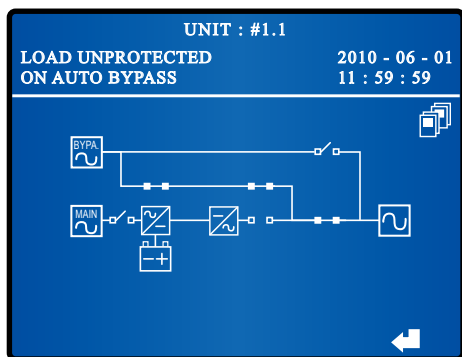 UNIT : #1.1
LOAD UNPROTECTED
2010 - 06 - 01
ON AUTO BYPASS
11 : 59 : 59
BYPA.
MAIN